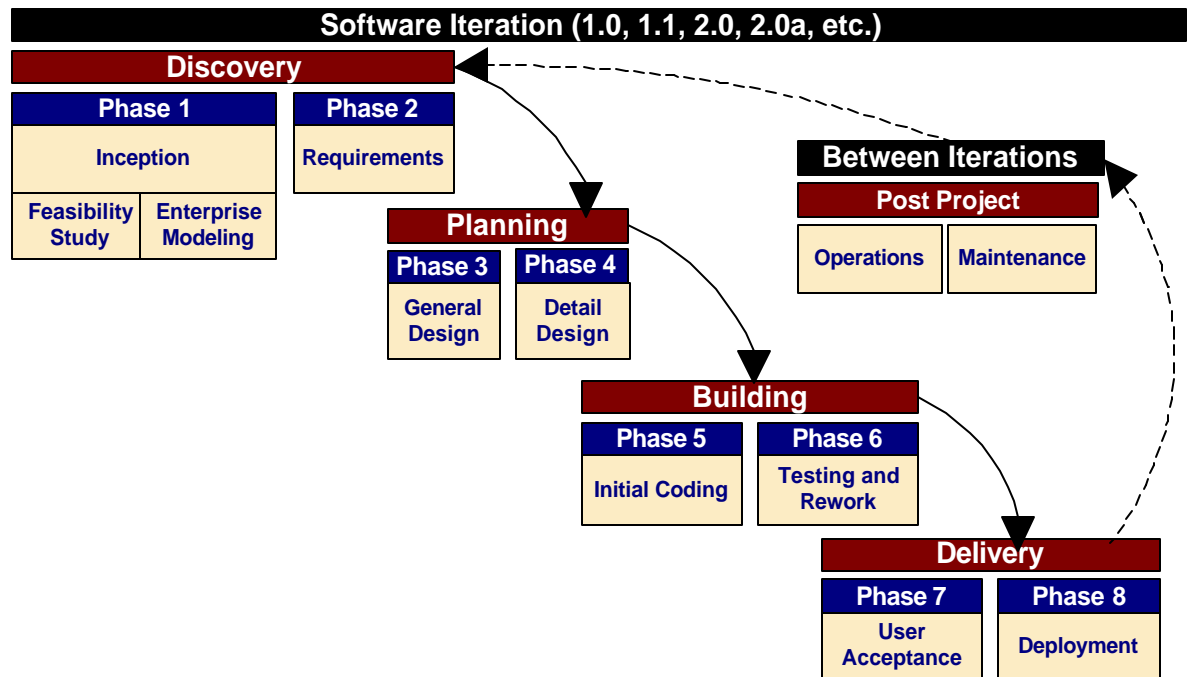 Software Iteration (1.0, 1.1, 2.0, 2.0a, etc.)
Discovery
Phase 1
Inception
Feasibility
Study
Enterprise
Modeling
Phase 2
Requirements
Between Iterations
Post Project
Operations
Maintenance
Planning
Phase 3
General
Design
Phase 4
Detail
Design
Building
Phase 5
Initial Coding
Phase 6
Testing and
Rework
Delivery
Phase 7
User
Acceptance
Phase 8
Deployment